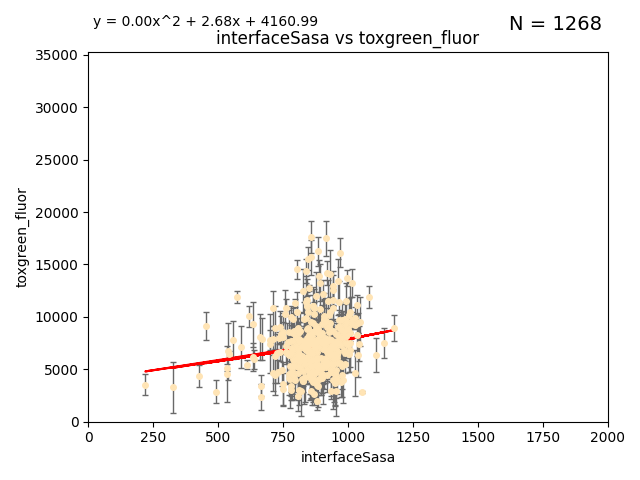 y = 0.00x^2 + 2.68x + 4160.99
N = 1268
interfaceSasa vs toxgreen_fluor
35000
30000
25000
20000
15000
10000
5000
0
toxgreen_fluor
0 250 500 750 1000 1250 1500 1750 2000
interfaceSasa